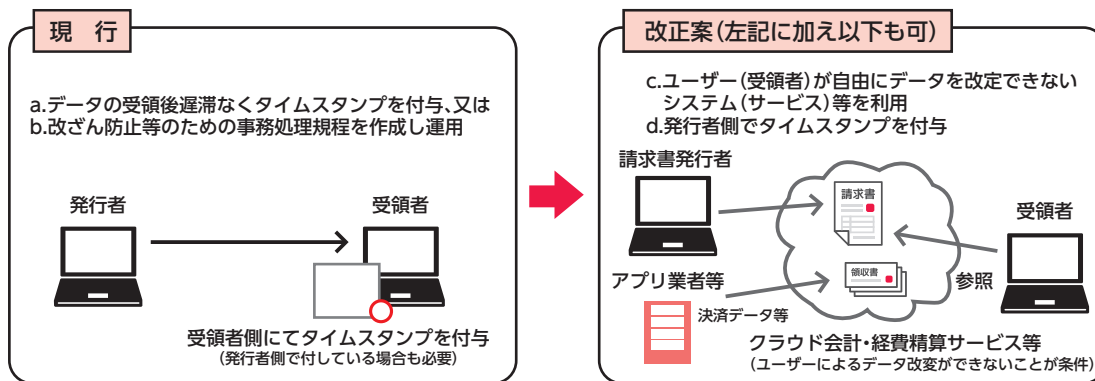 現 行
a.データの受領後遅滞なくタイムスタンプを付与、又は
b.改ざん防止等のための事務処理規程を作成し運用
発行者
受領者
受領者側にてタイムスタンプを付与
(発行者側で付している場合も必要)
改正案(左記に加え以下も可)
c.ユーザー(受領者)が自由にデータを改定できない
システム(サービス)等を利用
d.発行者側でタイムスタンプを付与
請求書発行者
請求書
受領者
アプリ業者等
領収書
参照
決済データ等
クラウド会計・経費精算サービス等
(ユーザーによるデータ改変ができないことが条件)